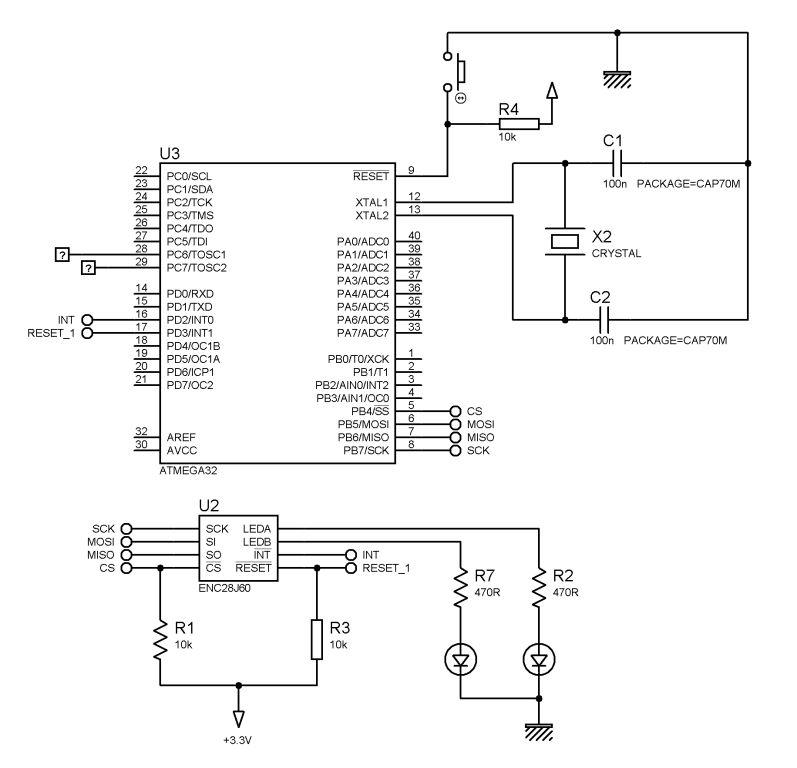 R4
10k
C1
100n PACKAGE=CAP70M
X2
CRYSTAL
C2
100n PACKAGE=CAP70M
U3
22 PC0/SCL RESET 9
23 PC1/SDA
24 PC2/TCK XTAL1 12
25 PC3/TMS XTAL2 13
26 PC4/TDO
27 PC5/TDI PA0/ADC0 40
? 28 PC6/TOSC1 PA1/ADC1 39
? 29 PC7/TOSC2 PA2/ADC2 38
PA3/ADC3 37
14 PD0/RXD PA4/ADC4 36
15 PD1/TXD PA5/ADC5 35
INT 16 PD2/INT0 PA6/ADC6 34
RESET_1 17 PD3/INT1 PA7/ADC7 33
18 PD4/OC1B
19 PD5/OC1A PB0/T0/XCK 1
20 PD6/ICP1 PB1/T1 2
21 PD7/OC2 PB2/AIN0/INT2 3
PB3/AIN1/OC0 4
PB4/SS 5 CS
PB5/MOSI 6 MOSI
32 AREF PB6/MISO 7 MISO
30 AVCC PB7/SCK 8 SCK
ATMEGA32
U2
SCK SCK LEDA
MOSI SI LEDB
MISO SO INT INT
CS CS RESET RESET_1
ENC28J60
R7
470R
R2
470R
R1
10k
R3
10k
+3.3V